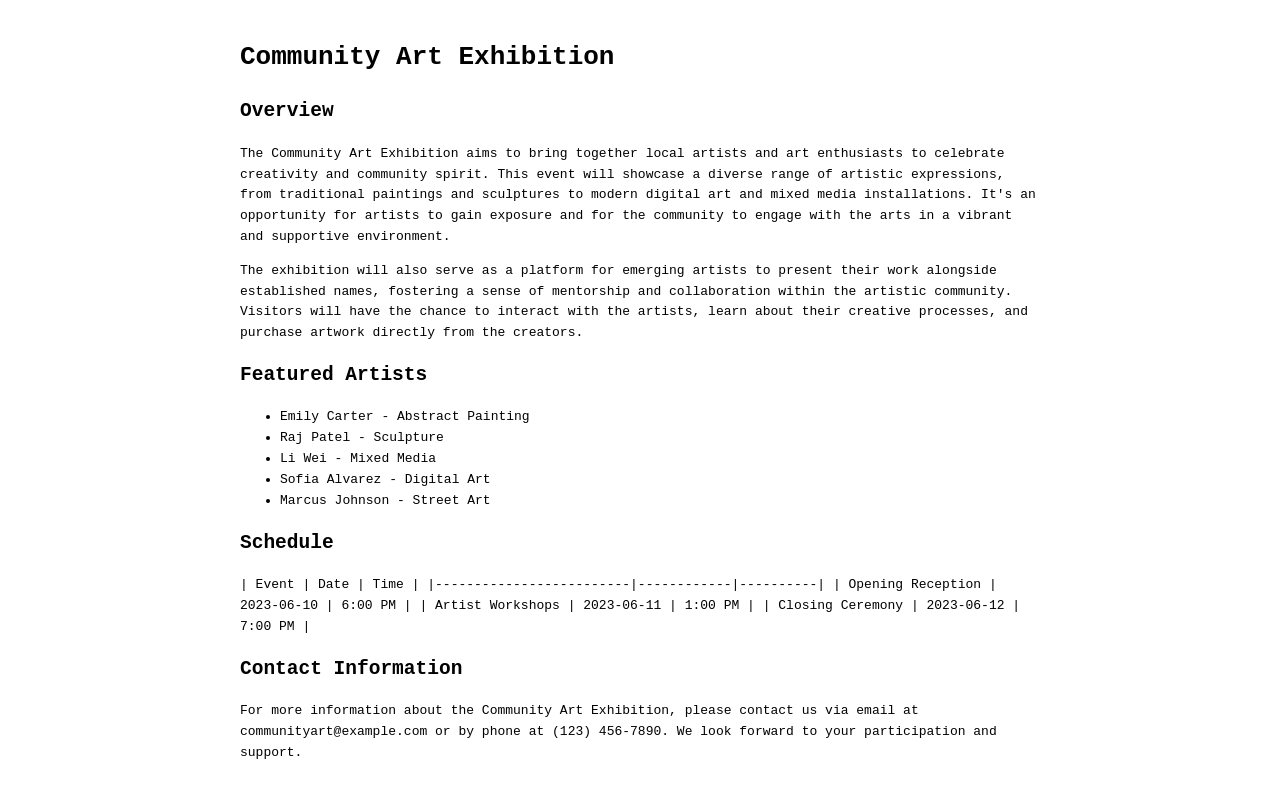 Community Art Exhibition
Overview
The Community Art Exhibition aims to bring together local artists and art enthusiasts to celebrate
creativity and community spirit. This event will showcase a diverse range of artistic expressions,
from traditional paintings and sculptures to modern digital art and mixed media installations. It's an
opportunity for artists to gain exposure and for the community to engage with the arts in a vibrant
and supportive environment.
The exhibition will also serve as a platform for emerging artists to present their work alongside
established names, fostering a sense of mentorship and collaboration within the artistic community.
Visitors will have the chance to interact with the artists, learn about their creative processes, and
purchase artwork directly from the creators.
Featured Artists
• Emily Carter - Abstract Painting
• Raj Patel - Sculpture
• Li Wei - Mixed Media
• Sofia Alvarez - Digital Art
• Marcus Johnson - Street Art
Schedule
| Event | Date | Time | |-------------------------|------------|----------| | Opening Reception |
2023-06-10 | 6:00 PM | | Artist Workshops | 2023-06-11 | 1:00 PM | | Closing Ceremony | 2023-06-12 |
7:00 PM |
Contact Information
For more information about the Community Art Exhibition, please contact us via email at
communityart@example.com or by phone at (123) 456-7890. We look forward to your participation and
support.